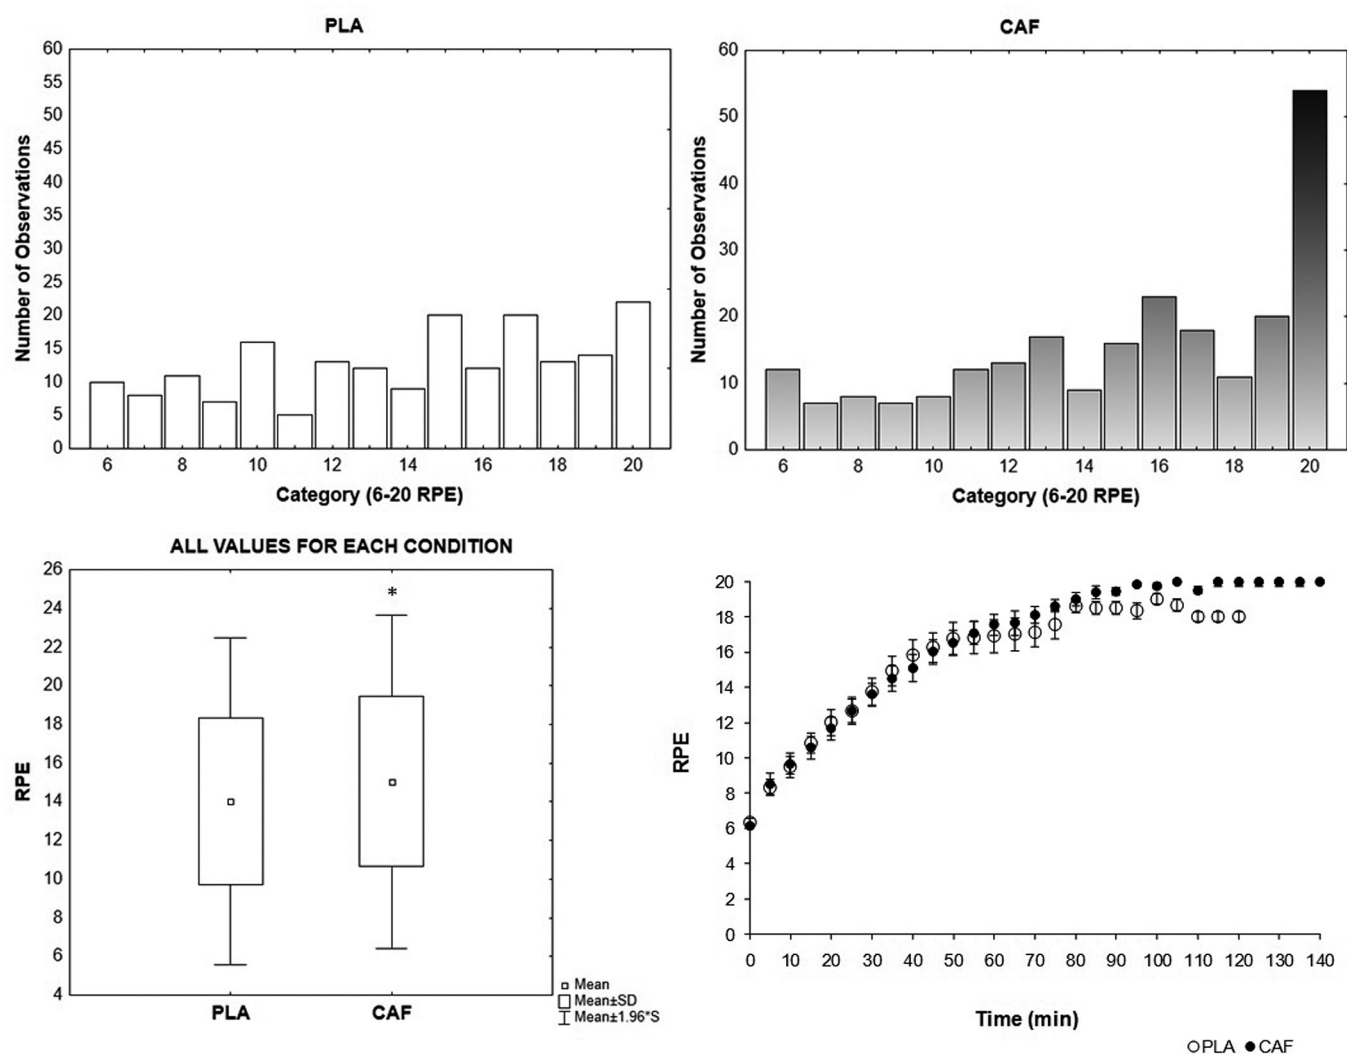 PLA
60
55
50
45
40
35
30
25
20
15
10
5
0
Number of Observations
6 8 10 12 14 16 18 20
Category (6-20 RPE)
CAF
60
50
40
30
20
10
0
Number of Observations
6 8 10 12 14 16 18 20
Category (6-20 RPE)
ALL VALUES FOR EACH CONDITION
26
24
22
20
18
16
14
12
10
8
6
4
RPE
*
PLA CAF
Mean
Mean±SD
Mean±1.96*S
20
18
16
14
12
10
8
6
4
2
0
RPE
0 10 20 30 40 50 60 70 80 90 100 110 120 130 140
Time (min)
PLA CAF